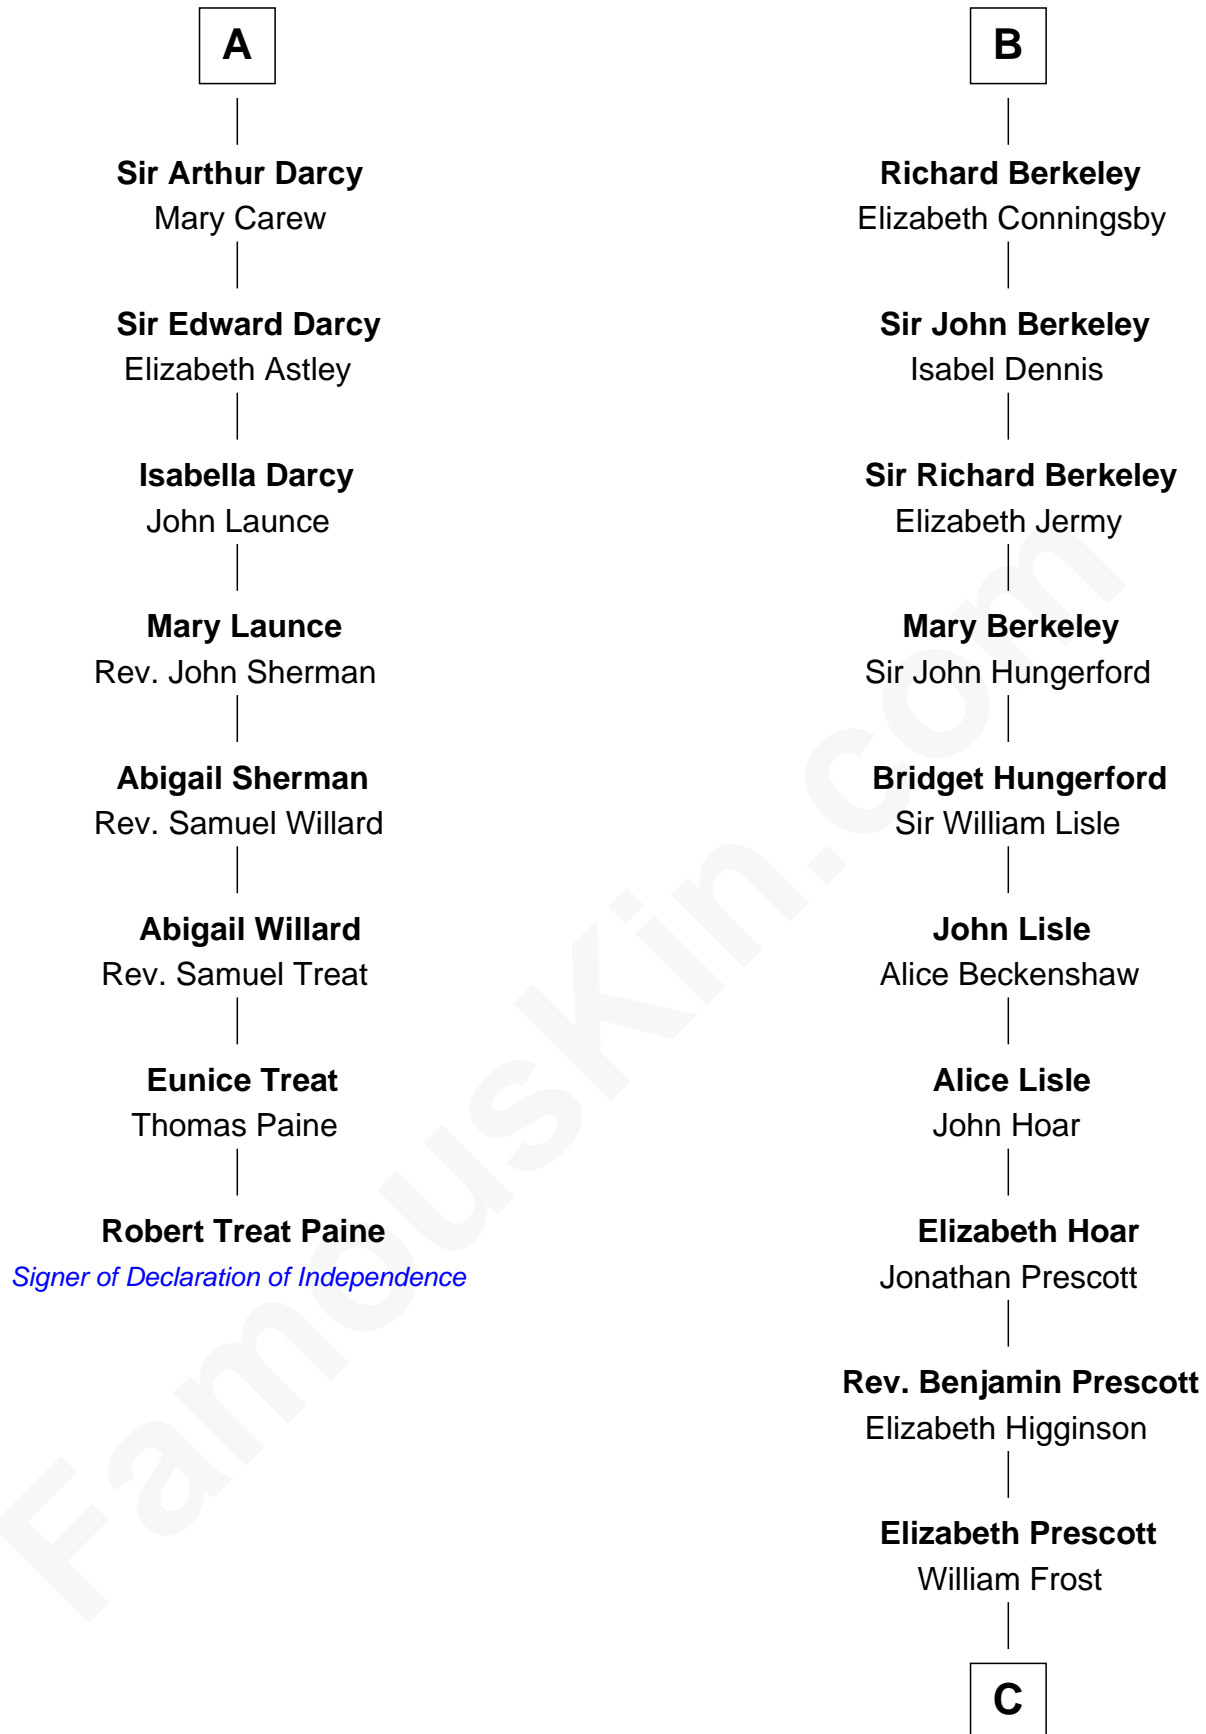 A
Sir Arthur Darcy
Mary Carew
Sir Edward Darcy
Elizabeth Astley
Isabella Darcy
John Launce
Mary Launce
Rev. John Sherman
Abigail Sherman
Rev. Samuel Willard
Abigail Willard
Rev. Samuel Treat
Eunice Treat
Thomas Paine
Robert Treat Paine
Signer of Declaration of Independence
B
Richard Berkeley
Elizabeth Conningsby
Sir John Berkeley
Isabel Dennis
Sir Richard Berkeley
Elizabeth Jermy
Mary Berkeley
Sir John Hungerford
Bridget Hungerford
Sir William Lisle
John Lisle
Alice Beckenshaw
Alice Lisle
John Hoar
Elizabeth Hoar
Jonathan Prescott
Rev. Benjamin Prescott
Elizabeth Higginson
Elizabeth Prescott
William Frost
C
FamousKin.com